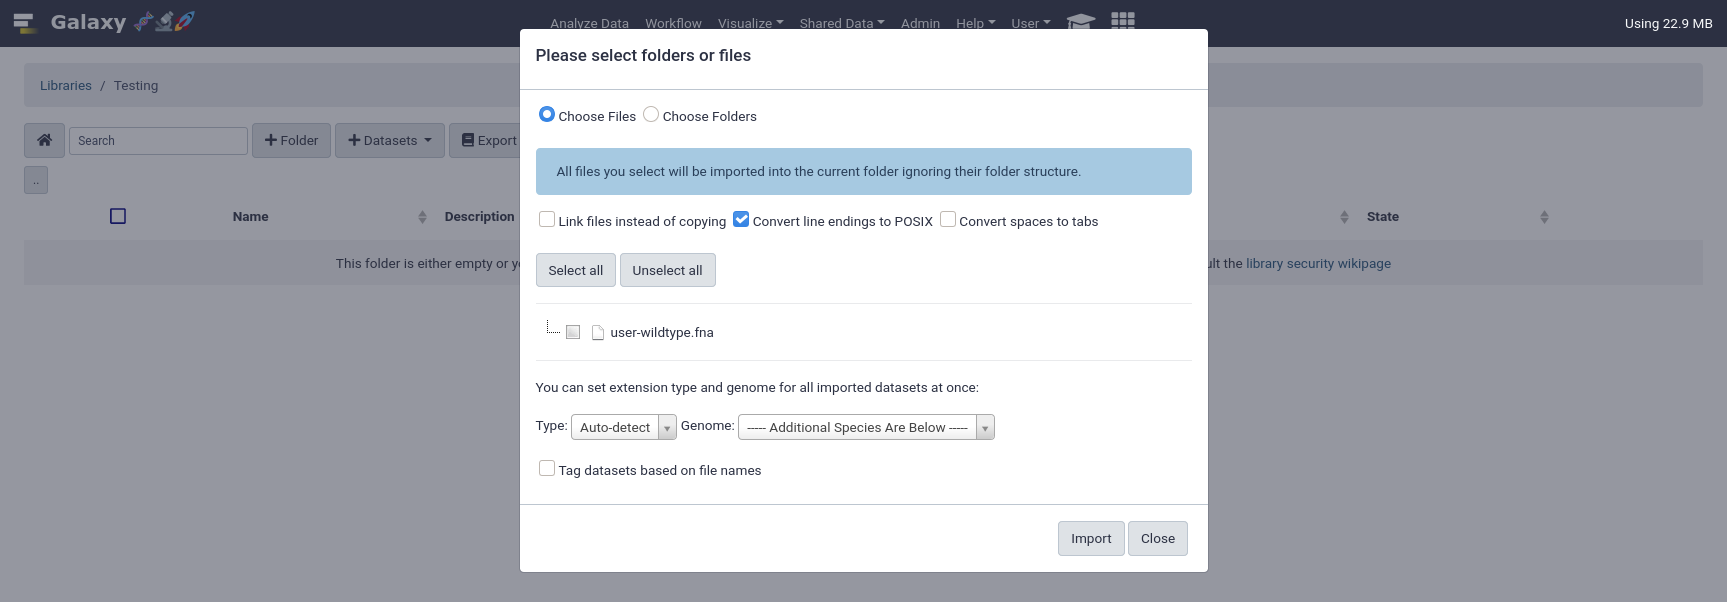 Galaxy
Analyze Data Workflow Visualize Shared Data Admin Help User
Using 22.9 MB
Please select folders or files
Libraries / Testing
Choose Files Choose Folders
Search
Folder
Datasets
Export
All files you select will be imported into the current folder ignoring their folder structure.
..
Link files instead of copying Convert line endings to POSIX Convert spaces to tabs
Name
Description
State
This folder is either empty or
the library security wikipage
Select all
Unselect all
user-wildtype.fna
You can set extension type and genome for all imported datasets at once:
Type: Auto-detect Genome: ----- Additional Species Are Below -----
Tag datasets based on file names
Import
Close